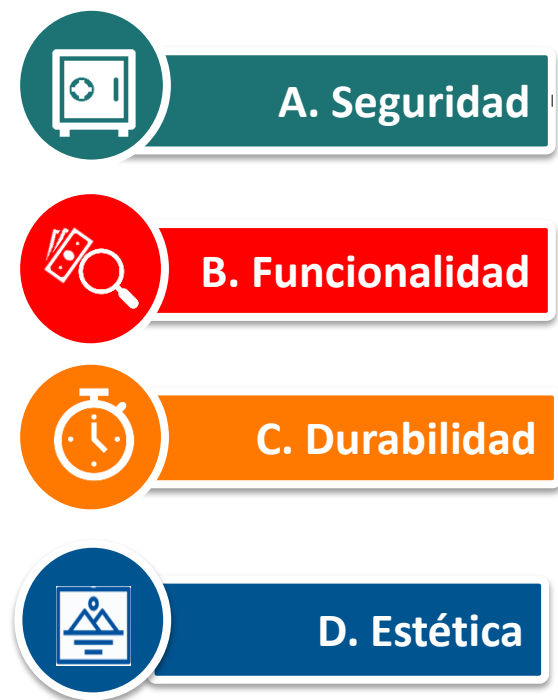 A. Seguridad
B. Funcionalidad
C. Durabilidad
D. Estética